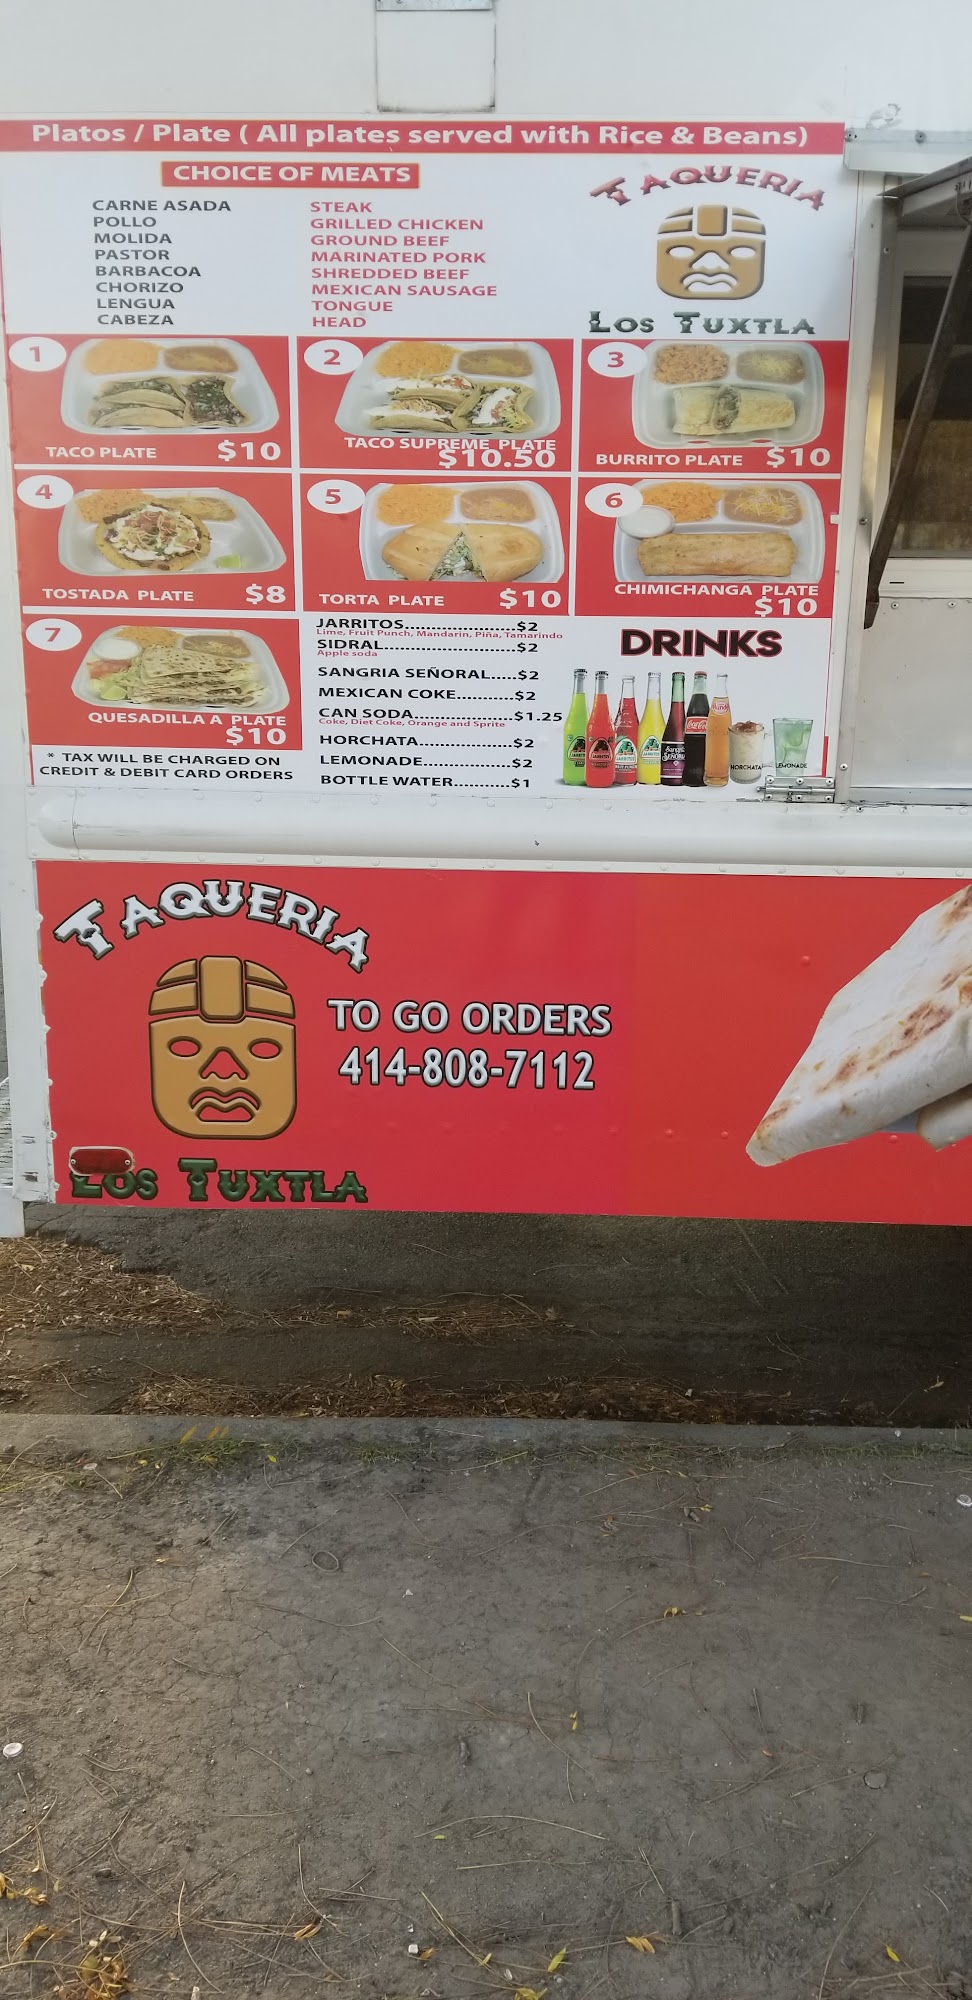 Platos / Plate ( All plates served with Rice & Beans)
CHOICE OF MEATS
CARNE ASADA STEAK
POLLO GRILLED CHICKEN
MOLIDA GROUND BEEF
PASTOR MARINATED PORK
BARBACOA SHREDDED BEEF
CHORIZO MEXICAN SAUSAGE
LENGUA TONGUE
CABEZA HEAD
TAQUERIA
LOS TUXTLA
1
TACO PLATE $10
2
TACO SUPREME PLATE
$10.50
3
BURRITO PLATE $10
4
TOSTADA PLATE $8
5
TORTA PLATE $10
6
CHIMICHANGA PLATE
$10
7
QUESADILLA A PLATE
$10
* TAX WILL BE CHARGED ON
CREDIT & DEBIT CARD ORDERS
JARRITOS.......................$2
Lime, Fruit Punch, Mandarin, Piña, Tamarindo
SIDRAL............................$2
Apple soda
SANGRIA SEÑORAL.....$2
MEXICAN COKE...........$2
CAN SODA....................$1.25
Coke, Diet Coke, Orange and Sprite
HORCHATA...................$2
LEMONADE..................$2
BOTTLE WATER...........$1
DRINKS
HORCHATA
LEMONADE
TAQUERIA
LOS TUXTLA
TO GO ORDERS
414-808-7112